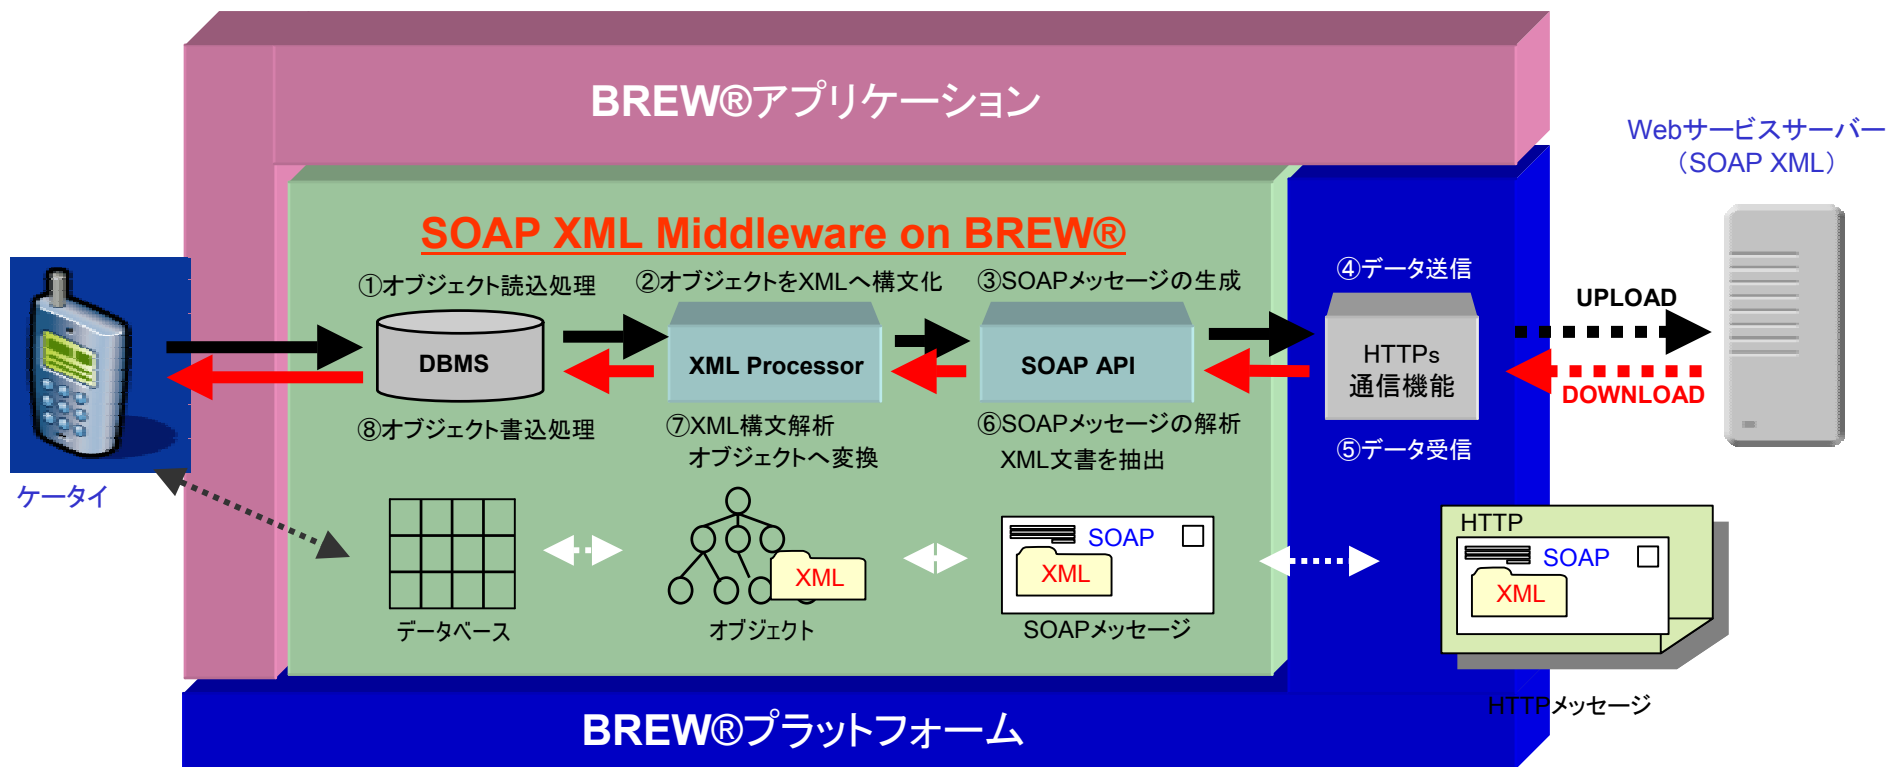 BREW®アプリケーション
Webサービスサーバー
（SOAP XML）
SOAP XML Middleware on BREW®
①オブジェクト読込処理
②オブジェクトをXMLへ構文化
③SOAPメッセージの生成
④データ送信
UPLOAD
DBMS
XML Processor
SOAP API
HTTPs
通信機能
DOWNLOAD
⑧オブジェクト書込処理
⑦XML構文解析
オブジェクトへ変換
⑥SOAPメッセージの解析
XML文書を抽出
⑤データ受信
ケータイ
XML
SOAP
XML
HTTP
SOAP
XML
データベース
オブジェクト
SOAPメッセージ
HTTPメッセージ
BREW®プラットフォーム